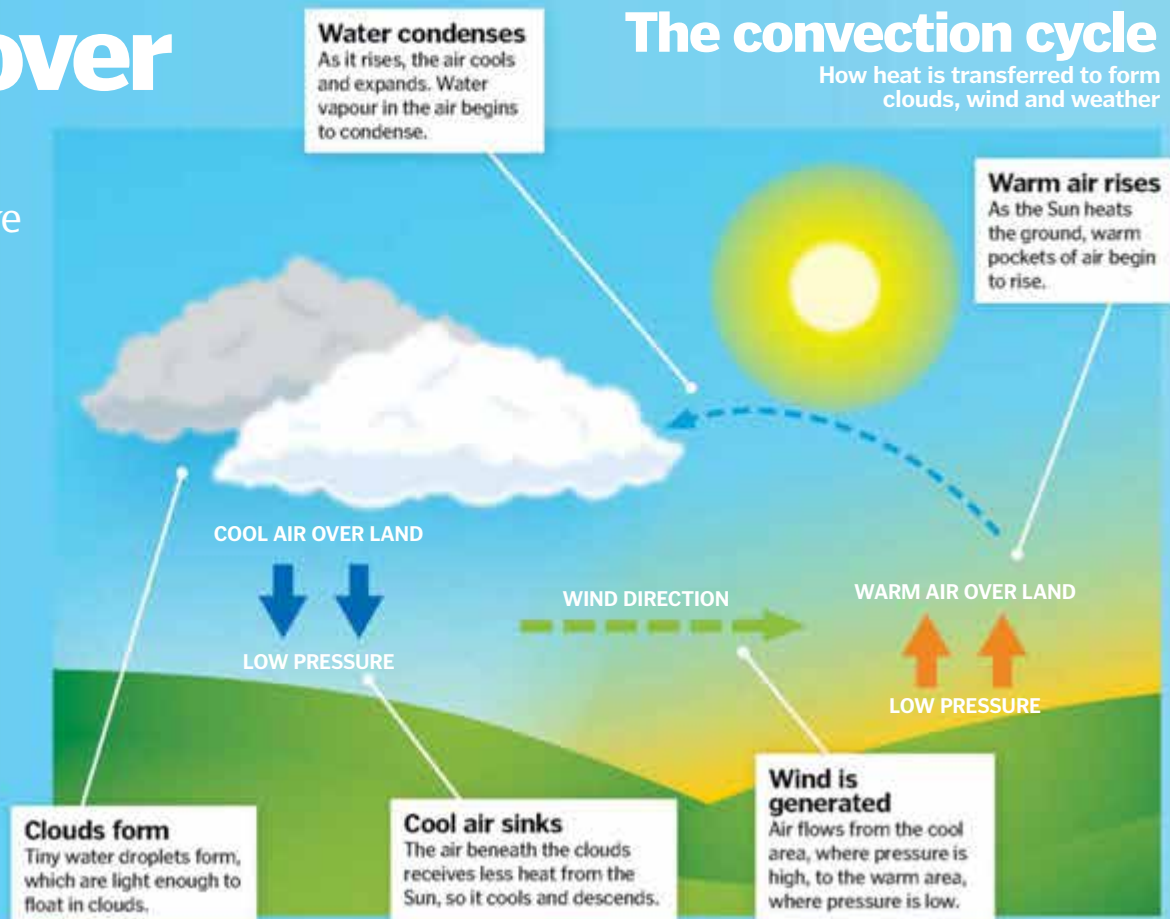 over
The convection cycle
How heat is transferred to form
clouds, wind and weather
Water condenses
As it rises, the air cools
and expands. Water
vapour in the air begins
to condense.
Warm air rises
As the Sun heats
the ground, warm
pockets of air begin
to rise.
COOL AIR OVER LAND
LOW PRESSURE
WIND DIRECTION
WARM AIR OVER LAND
LOW PRESSURE
Clouds form
Tiny water droplets form,
which are light enough to
float in clouds.
Cool air sinks
The air beneath the clouds
receives less heat from the
Sun, so it cools and descends.
Wind is
generated
Air flows from the cool
area, where pressure is
high, to the warm area,
where pressure is low.